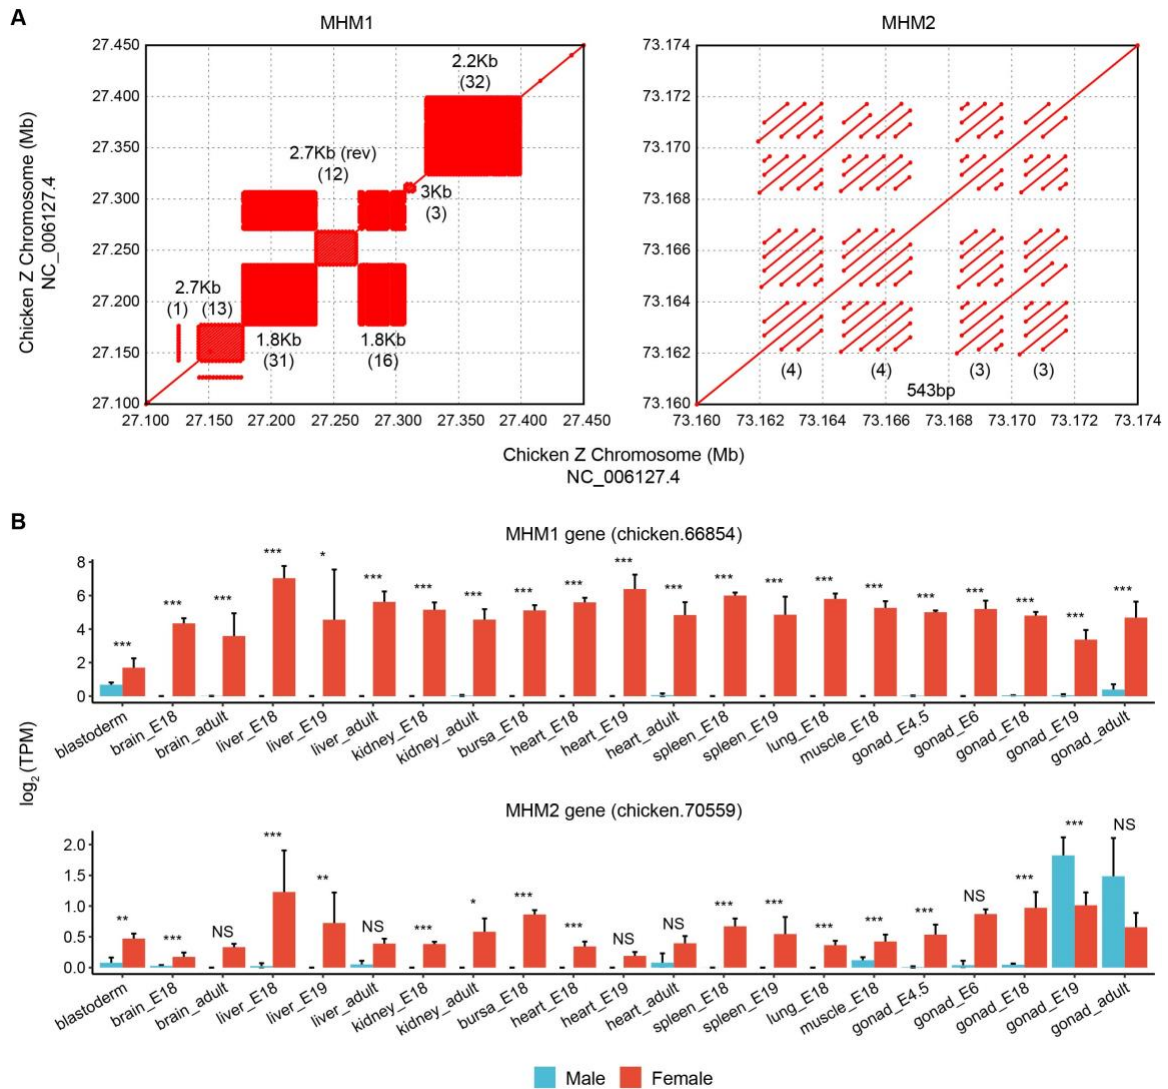 A
MHM1
MHM2
27.450
27.400
27.350
27.300
27.250
27.200
27.150
27.100
Chicken Z Chromosome (Mb)
NC_006127.4
2.2Kb
(32)
2.7Kb (rev)
(12)
3Kb
(3)
2.7Kb
(1) (13)
1.8Kb
(31)
1.8Kb
(16)
27.100 27.150 27.200 27.250 27.300 27.350 27.400 27.450
73.174
73.172
73.170
73.168
73.166
73.164
73.162
73.160
(4) (4) (3) (3)
543bp
73.160 73.162 73.164 73.166 73.168 73.170 73.172 73.174
Chicken Z Chromosome (Mb)
NC_006127.4
B
MHM1 gene (chicken.66854)
8
6
4
2
0
*** *** *** *** * *** *** *** *** *** *** *** *** *** *** *** *** *** *** *** ***
blastoderm brain_E18 brain_adult liver_E18 liver_E19 liver_adult kidney_E18 kidney_adult bursa_E18 heart_E18 heart_E19 heart_adult spleen_E18 spleen_E19 lung_E18 muscle_E18 gonad_E4.5 gonad_E6 gonad_E18 gonad_E19 gonad_adult
log2(TPM)
MHM2 gene (chicken.70559)
2.0
1.5
1.0
0.5
0.0
** *** NS *** ** NS *** * *** *** NS NS *** *** *** *** *** NS *** *** NS
blastoderm brain_E18 brain_adult liver_E18 liver_E19 liver_adult kidney_E18 kidney_adult bursa_E18 heart_E18 heart_E19 heart_adult spleen_E18 spleen_E19 lung_E18 muscle_E18 gonad_E4.5 gonad_E6 gonad_E18 gonad_E19 gonad_adult
Male Female